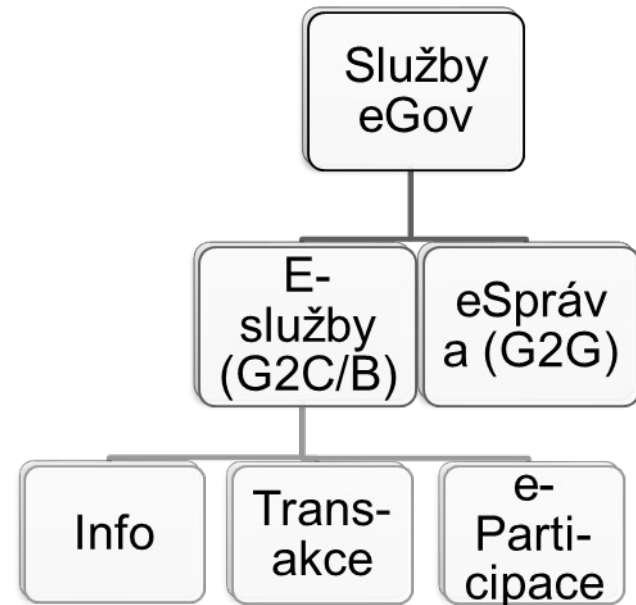 Služby
eGov
E-
služby
(G2C/B)
eSpráv
a (G2G)
Info
Trans-
akce
e-
Parti-
cipace